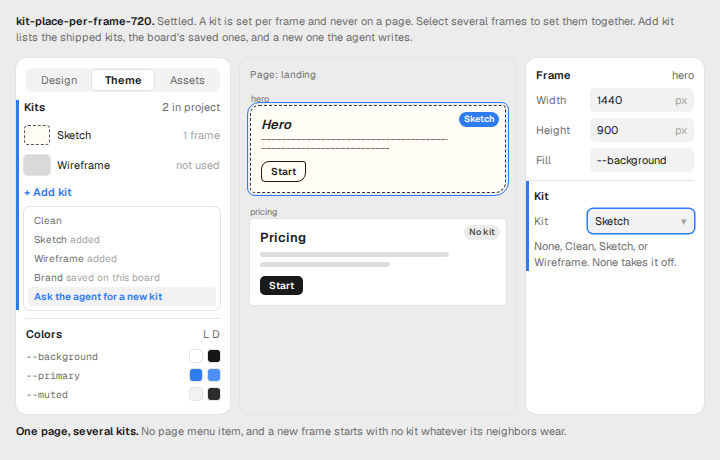 kit-place-per-frame-720. Settled. A kit is set per frame and never on a page. Select several frames to set them together. Add kit
lists the shipped kits, the board's saved ones, and a new one the agent writes.
Design Theme Assets
Kits 2 in project
Sketch 1 frame
Wireframe not used
+ Add kit
Clean
Sketch added
Wireframe added
Brand saved on this board
Ask the agent for a new kit
Colors L D
--background
--primary
--muted
Page: landing
hero
Hero Sketch
Start
pricing
Pricing No kit
Start
Frame hero
Width 1440 px
Height 900 px
Fill --background
Kit
Kit Sketch
None, Clean, Sketch, or
Wireframe. None takes it off.
One page, several kits. No page menu item, and a new frame starts with no kit whatever its neighbors wear.